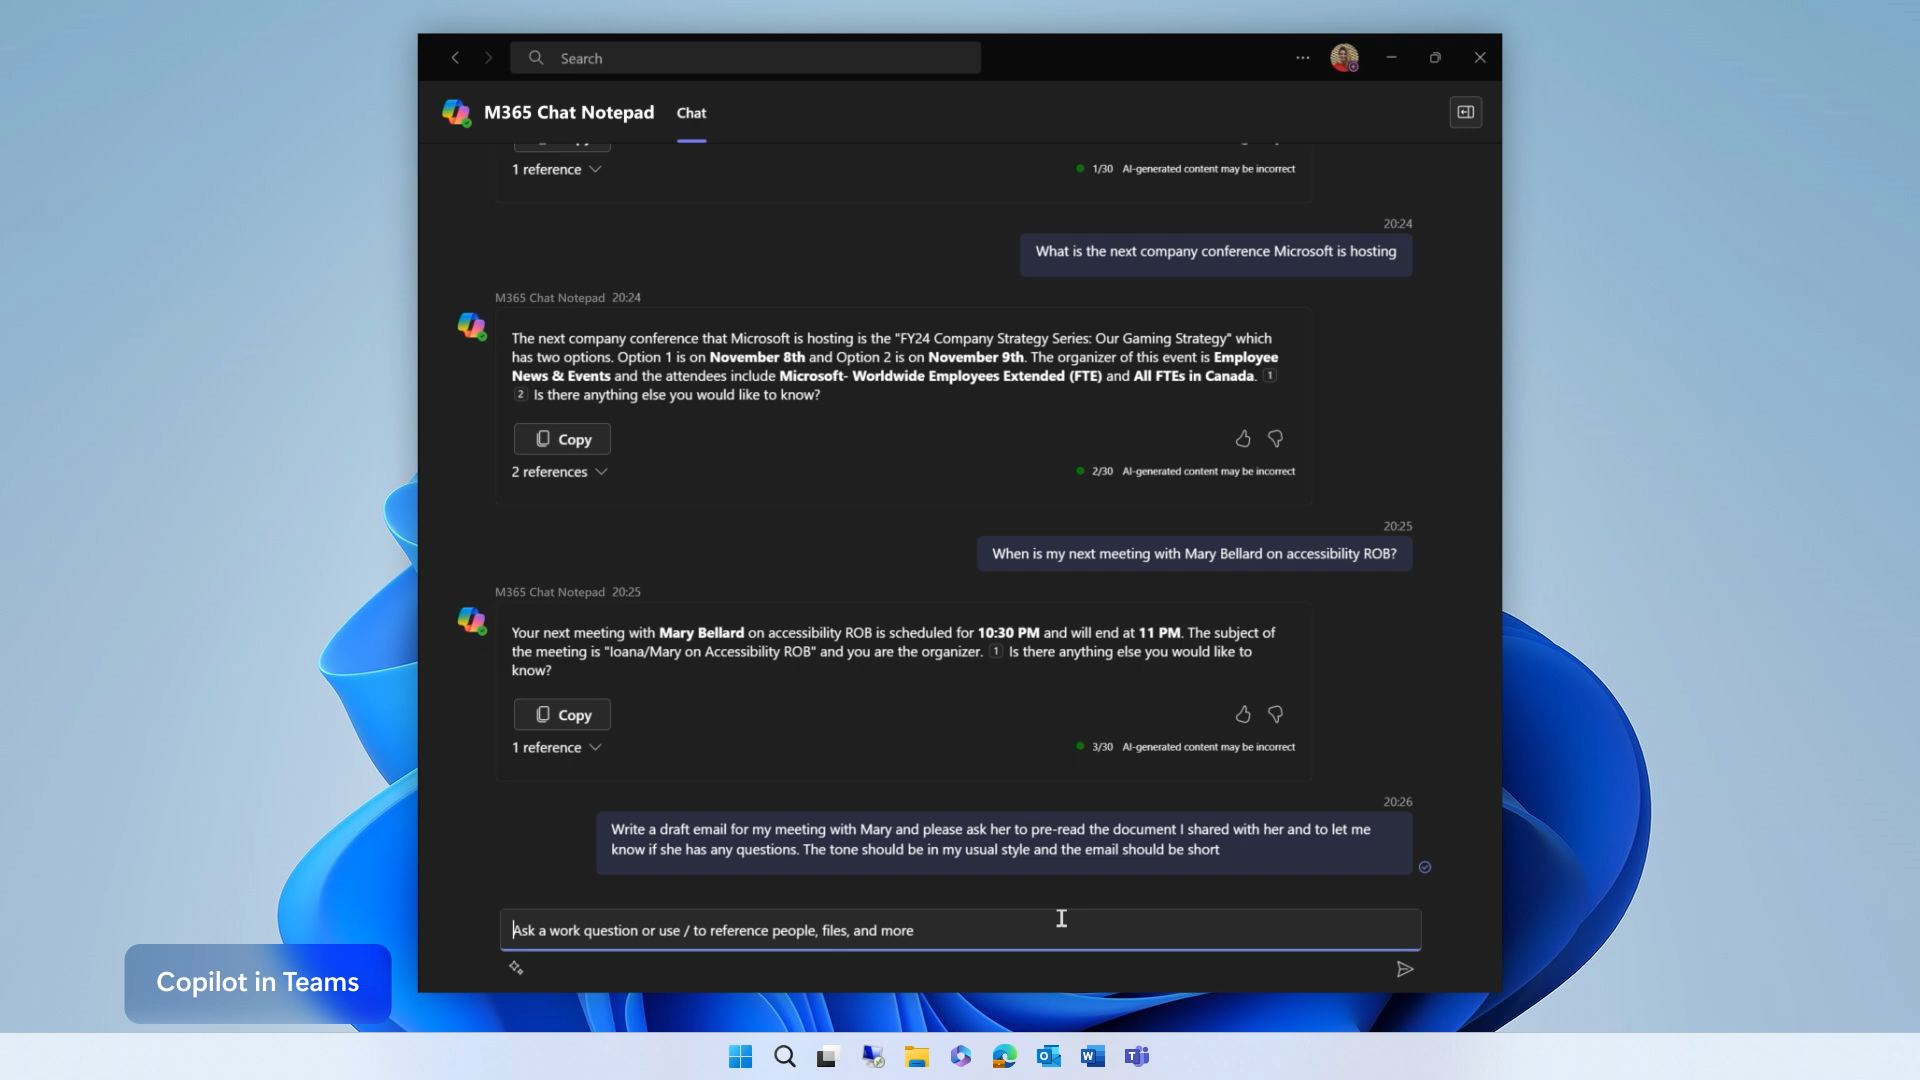 Search
M365 Chat Notepad Chat
1 reference
1/30 AI-generated content may be incorrect
20:24
What is the next company conference Microsoft is hosting
M365 Chat Notepad 20:24
The next company conference that Microsoft is hosting is the "FY24 Company Strategy Series: Our Gaming Strategy" which
has two options. Option 1 is on November 8th and Option 2 is on November 9th. The organizer of this event is Employee
News & Events and the attendees include Microsoft- Worldwide Employees Extended (FTE) and All FTEs in Canada. 1
2 Is there anything else you would like to know?
Copy
2 references
2/30 AI-generated content may be incorrect
20:25
When is my next meeting with Mary Bellard on accessibility ROB?
M365 Chat Notepad 20:25
Your next meeting with Mary Bellard on accessibility ROB is scheduled for 10:30 PM and will end at 11 PM. The subject of
the meeting is "Ioana/Mary on Accessibility ROB" and you are the organizer. 1 Is there anything else you would like to
know?
Copy
1 reference
3/30 AI-generated content may be incorrect
20:26
Write a draft email for my meeting with Mary and please ask her to pre-read the document I shared with her and to let me
know if she has any questions. The tone should be in my usual style and the email should be short
Ask a work question or use / to reference people, files, and more
Copilot in Teams